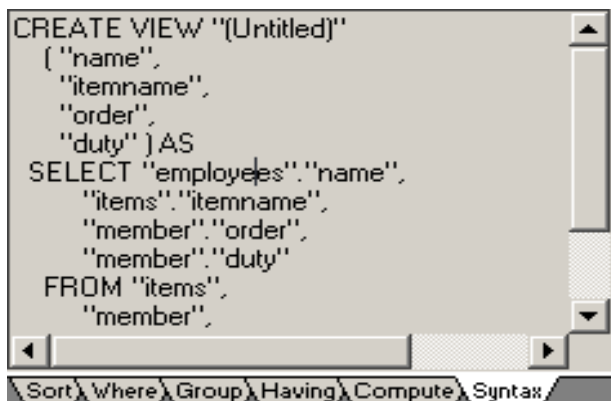 CREATE VIEW "(Untitled)"
( "name",
"itemname",
"order",
"duty" ) AS
SELECT "employees"."name",
"items"."itemname",
"member"."order",
"member"."duty"
FROM "items",
"member",
Sort Where Group Having Compute Syntax